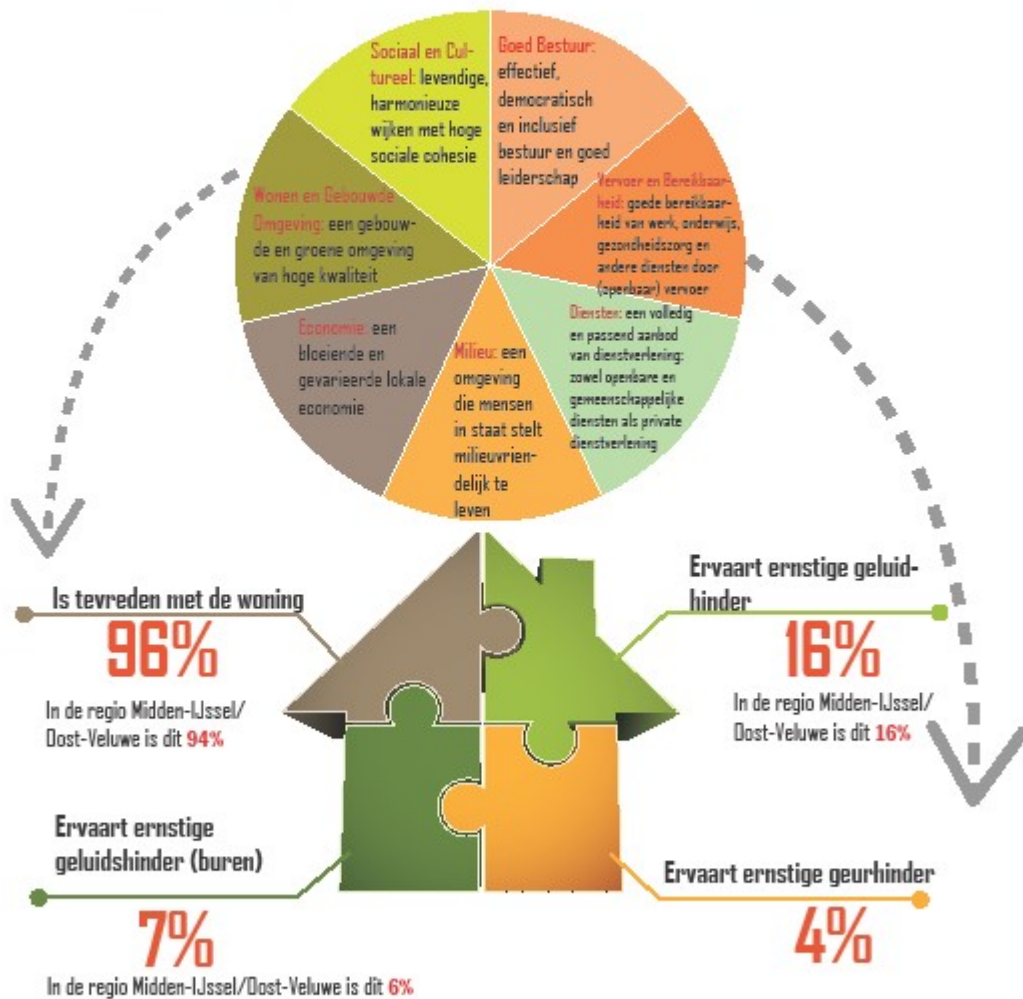 Sociaal en Cul-
tureel: levendige,
harmonieuze
wijken met hoge
sociale cohesie
Goed Bestuur:
effectief,
democratisch
en inclusief
bestuur en goed
leiderschap
Vervoer en Bereikbaar-
heid: goede bereikbaar-
heid van werk, onderwijs,
gezondheidszorg en
andere diensten door
(openbaar) vervoer
Wonen en Gebouwde
Omgeving: een gebouw-
de en groene omgeving
van hoge kwaliteit
Economie: een
bloeiende en
gevarieerde lokale
economie
Milieu: een
omgeving
die mensen
in staat stelt
milieuvrien-
delijk te
leven
Diensten: een volledig
en passend aanbod
van dienstverlening:
zowel openbare en
gemeenschappelijke
diensten als private
dienstverlening
Is tevreden met de woning
96%
In de regio Midden-IJssel/
Oost-Veluwe is dit 94%
Ervaart ernstige geluid-
hinder
16%
In de regio Midden-IJssel/
Oost-Veluwe is dit 16%
Ervaart ernstige
geluidshinder (buren)
7%
In de regio Midden-IJssel/Oost-Veluwe is dit 6%
Ervaart ernstige geurhinder
4%